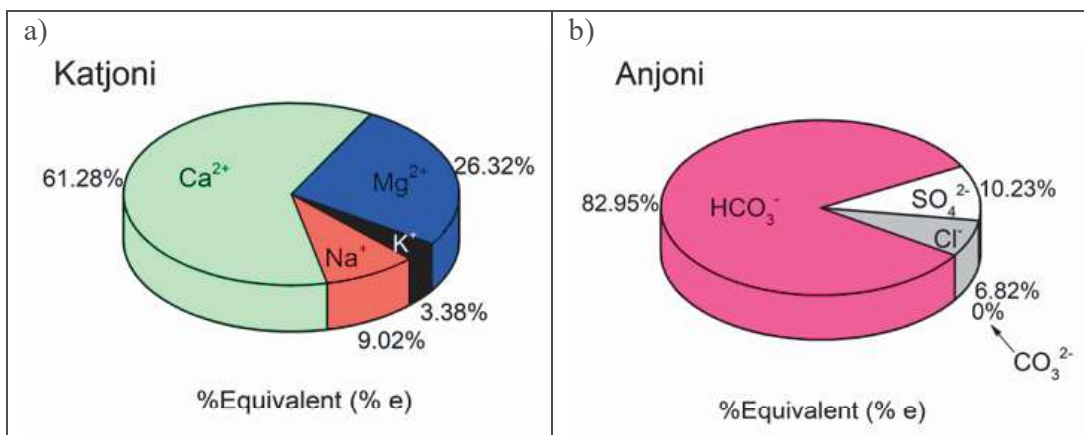 a)
Katjoni
61.28%
Ca²⁺
Mg²⁺
26.32%
K⁺
Na⁺
3.38%
9.02%
%Equivalent (% e)
b)
Anjoni
82.95%
HCO₃⁻
SO₄²⁻
10.23%
Cl⁻
6.82%
0%
CO₃²⁻
%Equivalent (% e)